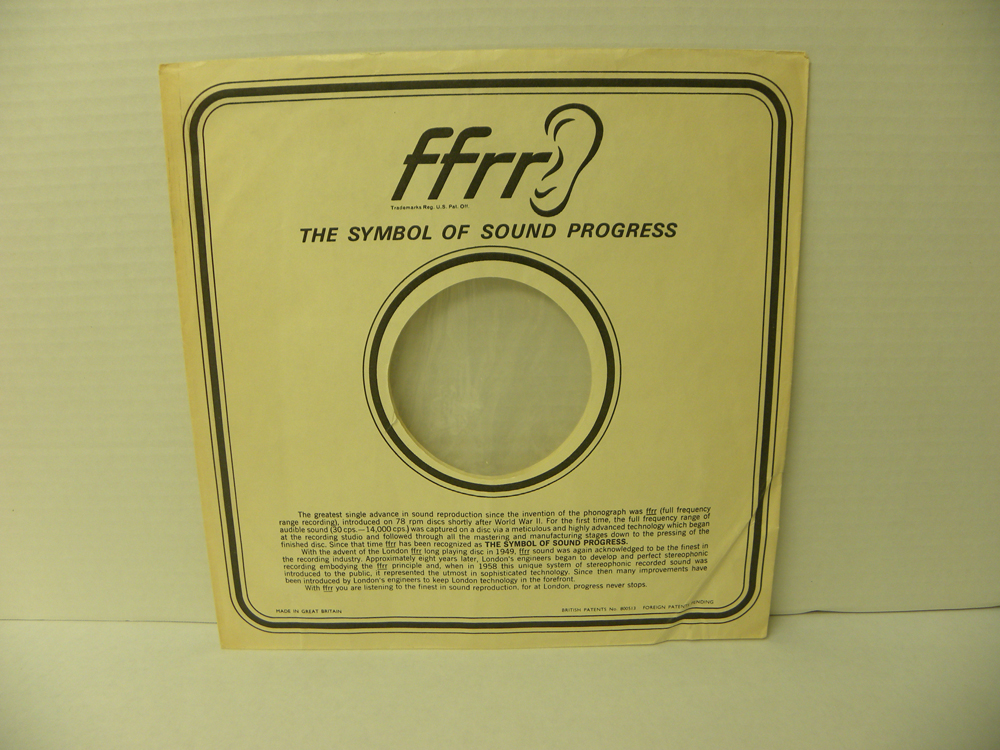 ffrr
Trademarks Reg. U.S. Pat. Off.
THE SYMBOL OF SOUND PROGRESS
The greatest single advance in sound reproduction since the invention of the phonograph was ffrr (full frequency
range recording), introduced on 78 rpm discs shortly after World War II. For the first time, the full frequency range of
audible sound (30 cps.—14,000 cps.) was captured on a disc via a meticulous and highly advanced technology which began
at the recording studio and followed through all the mastering and manufacturing stages down to the pressing of the
finished disc. Since that time ffrr has been recognized as THE SYMBOL OF SOUND PROGRESS.
With the advent of the London ffrr long playing disc in 1949, ffrr sound was again acknowledged to be the finest in
the recording industry. Approximately eight years later, London's engineers began to develop and perfect stereophonic
recording embodying the ffrr principle and, when in 1958 this unique system of stereophonic recorded sound was
introduced to the public, it represented the utmost in sophisticated technology. Since then many improvements have
been introduced by London's engineers to keep London technology in the forefront.
With ffrr you are listening to the finest in sound reproduction, for at London, progress never stops.
MADE IN GREAT BRITAIN
BRITISH PATENTS No. FOREIGN PATENTS PENDING